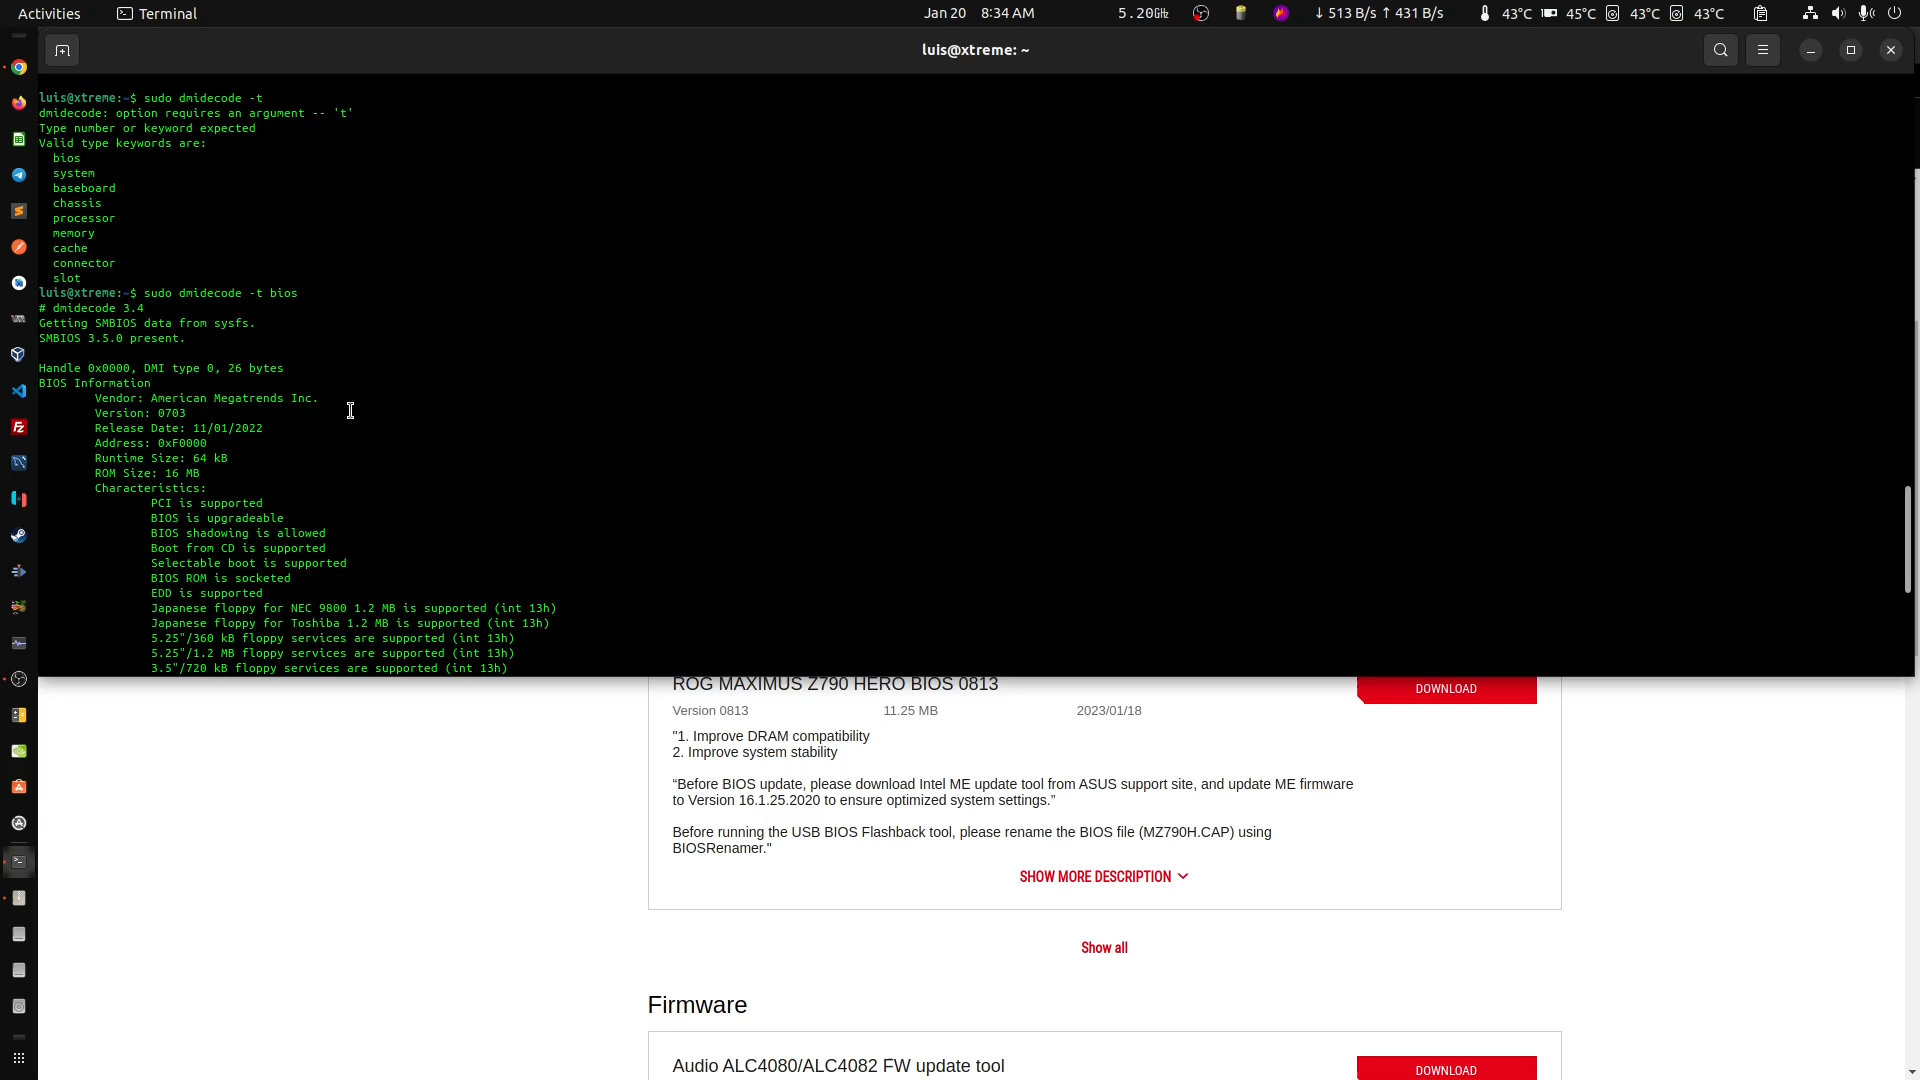 Activities
Terminal
Jan 20 8:34 AM
5.20GHz
↓ 513 B/s ↑ 431 B/s
43°C
45°C
43°C
43°C
luis@xtreme: ~
luis@xtreme:~$ sudo dmidecode -t
dmidecode: option requires an argument -- 't'
Type number or keyword expected
Valid type keywords are:
bios
system
baseboard
chassis
processor
memory
cache
connector
slot
luis@xtreme:~$ sudo dmidecode -t bios
# dmidecode 3.4
Getting SMBIOS data from sysfs.
SMBIOS 3.5.0 present.
Handle 0x0000, DMI type 0, 26 bytes
BIOS Information
Vendor: American Megatrends Inc.
Version: 0703
Release Date: 11/01/2022
Address: 0xF0000
Runtime Size: 64 kB
ROM Size: 16 MB
Characteristics:
PCI is supported
BIOS is upgradeable
BIOS shadowing is allowed
Boot from CD is supported
Selectable boot is supported
BIOS ROM is socketed
EDD is supported
Japanese floppy for NEC 9800 1.2 MB is supported (int 13h)
Japanese floppy for Toshiba 1.2 MB is supported (int 13h)
5.25"/360 kB floppy services are supported (int 13h)
5.25"/1.2 MB floppy services are supported (int 13h)
3.5"/720 kB floppy services are supported (int 13h)
ROG MAXIMUS Z790 HERO BIOS 0813
DOWNLOAD
Version 0813
11.25 MB
2023/01/18
"1. Improve DRAM compatibility
2. Improve system stability
“Before BIOS update, please download Intel ME update tool from ASUS support site, and update ME firmware
to Version 16.1.25.2020 to ensure optimized system settings.”
Before running the USB BIOS Flashback tool, please rename the BIOS file (MZ790H.CAP) using
BIOSRenamer."
SHOW MORE DESCRIPTION
Show all
Firmware
Audio ALC4080/ALC4082 FW update tool
DOWNLOAD